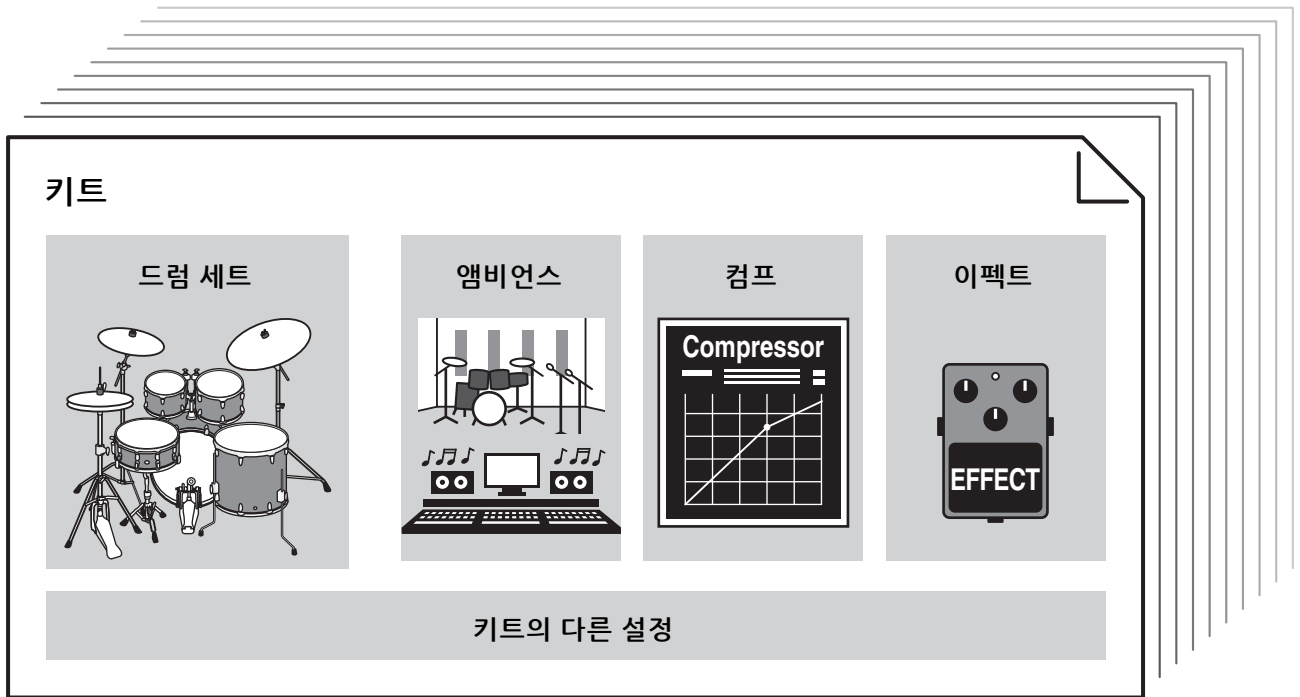 키트
드럼 세트
앰비언스
컴프
이펙트
Compressor
EFFECT
키트의 다른 설정